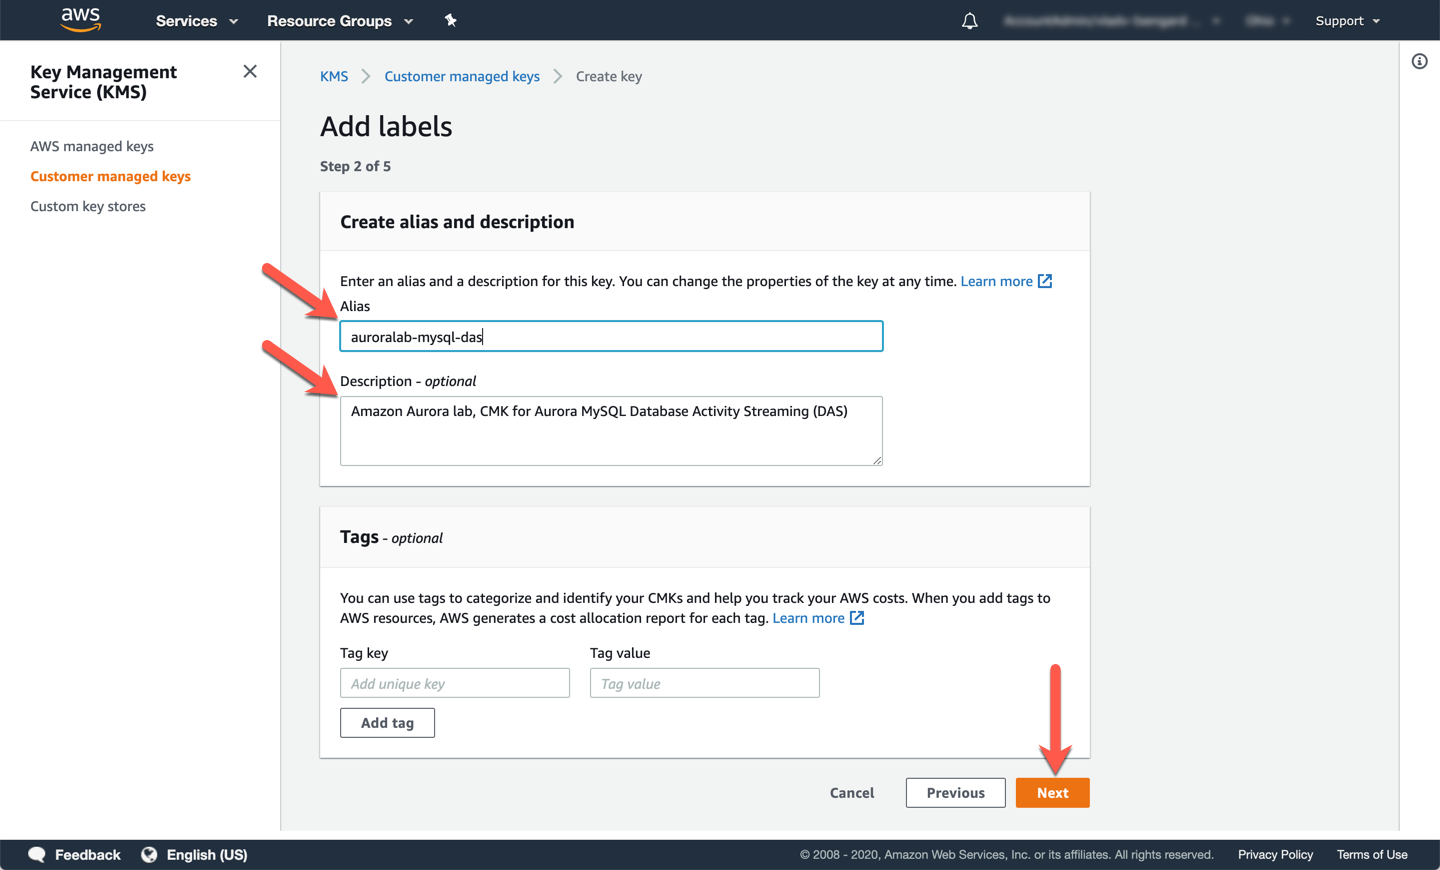 aws
Services
Resource Groups
Support
Key Management
Service (KMS)
AWS managed keys
Customer managed keys
Custom key stores
KMS
Customer managed keys
Create key
Add labels
Step 2 of 5
Create alias and description
Enter an alias and a description for this key. You can change the properties of the key at any time. Learn more
Alias
auroralab-mysql-das
Description - optional
Amazon Aurora lab, CMK for Aurora MySQL Database Activity Streaming (DAS)
Tags - optional
You can use tags to categorize and identify your CMKs and help you track your AWS costs. When you add tags to
AWS resources, AWS generates a cost allocation report for each tag. Learn more
Tag key
Tag value
Add unique key
Tag value
Add tag
Cancel
Previous
Next
Feedback
English (US)
© 2008 - 2020, Amazon Web Services, Inc. or its affiliates. All rights reserved.
Privacy Policy
Terms of Use